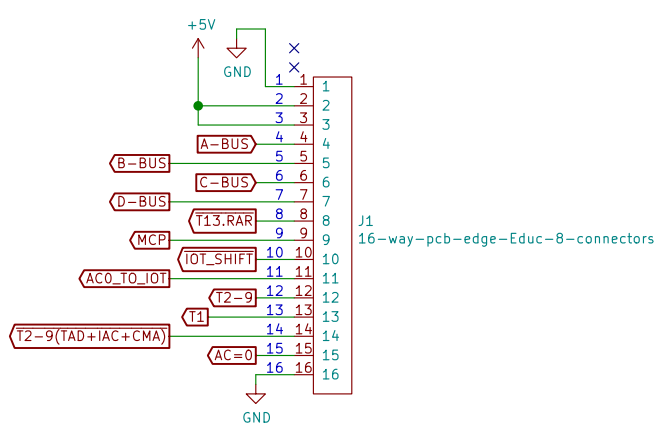 +5V
GND
1 1 1
2 2 2
3 3 3
A-BUS 4 4 4
B-BUS 5 5 5
C-BUS 6 6 6
D-BUS 7 7 7
T13.RAR 8 8 8
J1
MCP 9 9 9
16-way-pcb-edge-Educ-8-connectors
IOT_SHIFT 10 10 10
AC0_TO_IOT 11 11 11
T2-9 12 12 12
T1 13 13 13
T2-9(TAD+IAC+CMA) 14 14 14
AC=0 15 15 15
16 16 16
GND